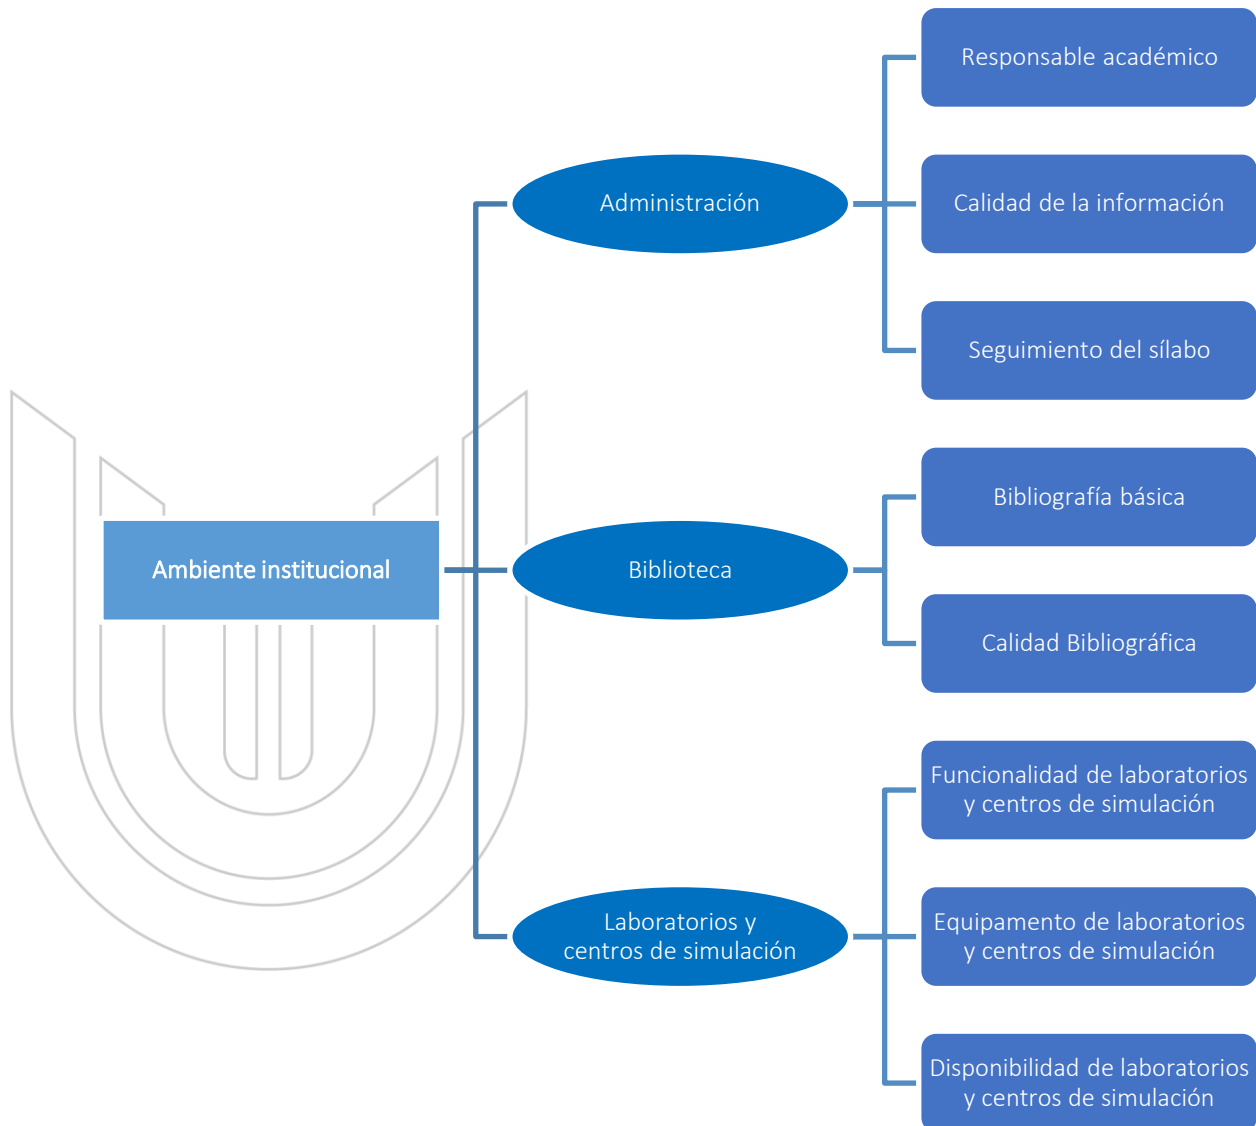 Responsable académico
Administración
Calidad de la información
Seguimiento del sílabo
Ambiente institucional
Biblioteca
Bibliografía básica
Calidad Bibliográfica
Laboratorios y
centros de simulación
Funcionalidad de laboratorios
y centros de simulación
Equipamento de laboratorios
y centros de simulación
Disponibilidad de laboratorios
y centros de simulación